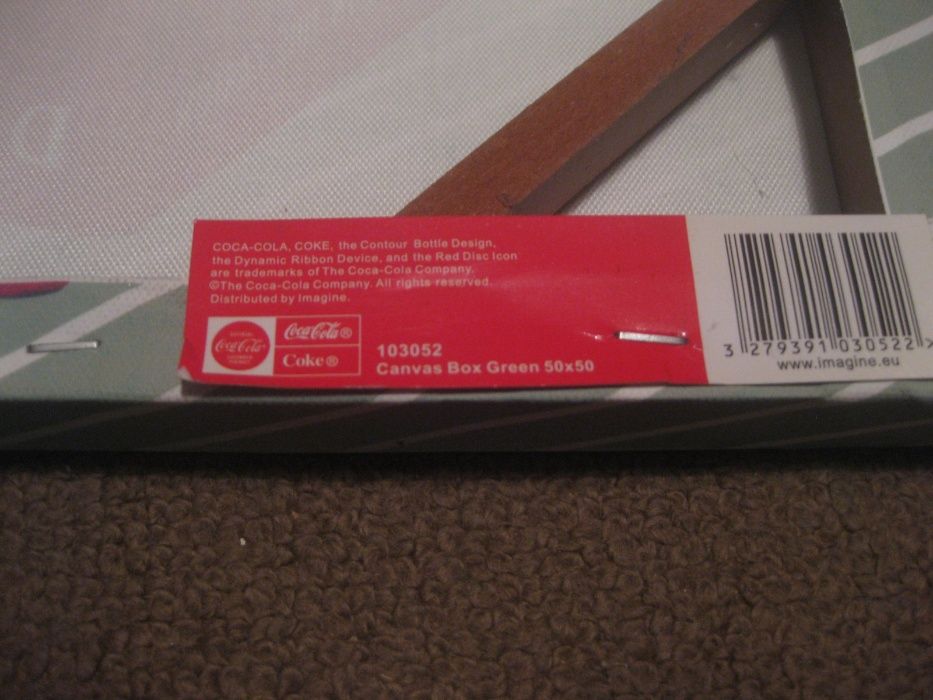 COCA-COLA, COKE, the Contour Bottle Design,
the Dynamic Ribbon Device, and the Red Disc Icon
are trademarks of The Coca-Cola Company.
©The Coca-Cola Company. All rights reserved.
Distributed by Imagine.
Coca-Cola
Coca-Cola®
Coke®
103052
Canvas Box Green 50x50
3 279391 030522 >
www.imagine.eu